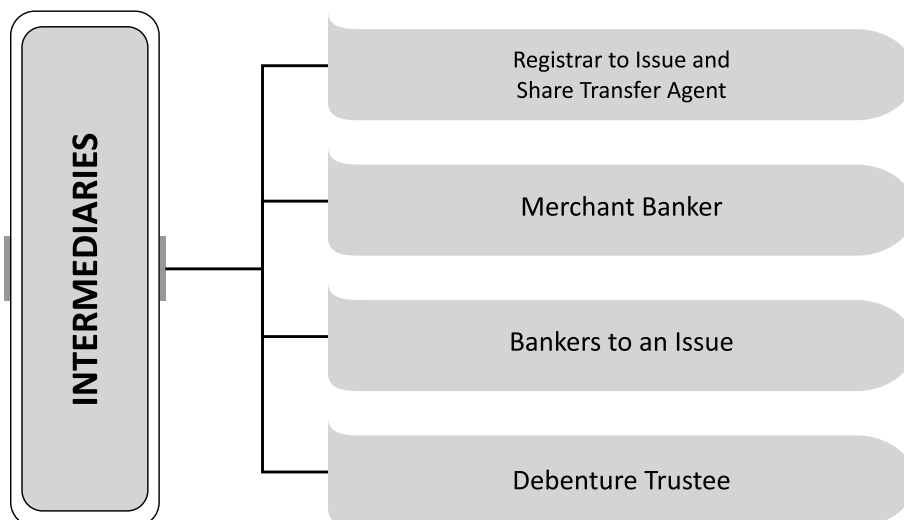 INTERMEDIARIES
Registrar to Issue and
Share Transfer Agent
Merchant Banker
Bankers to an Issue
Debenture Trustee